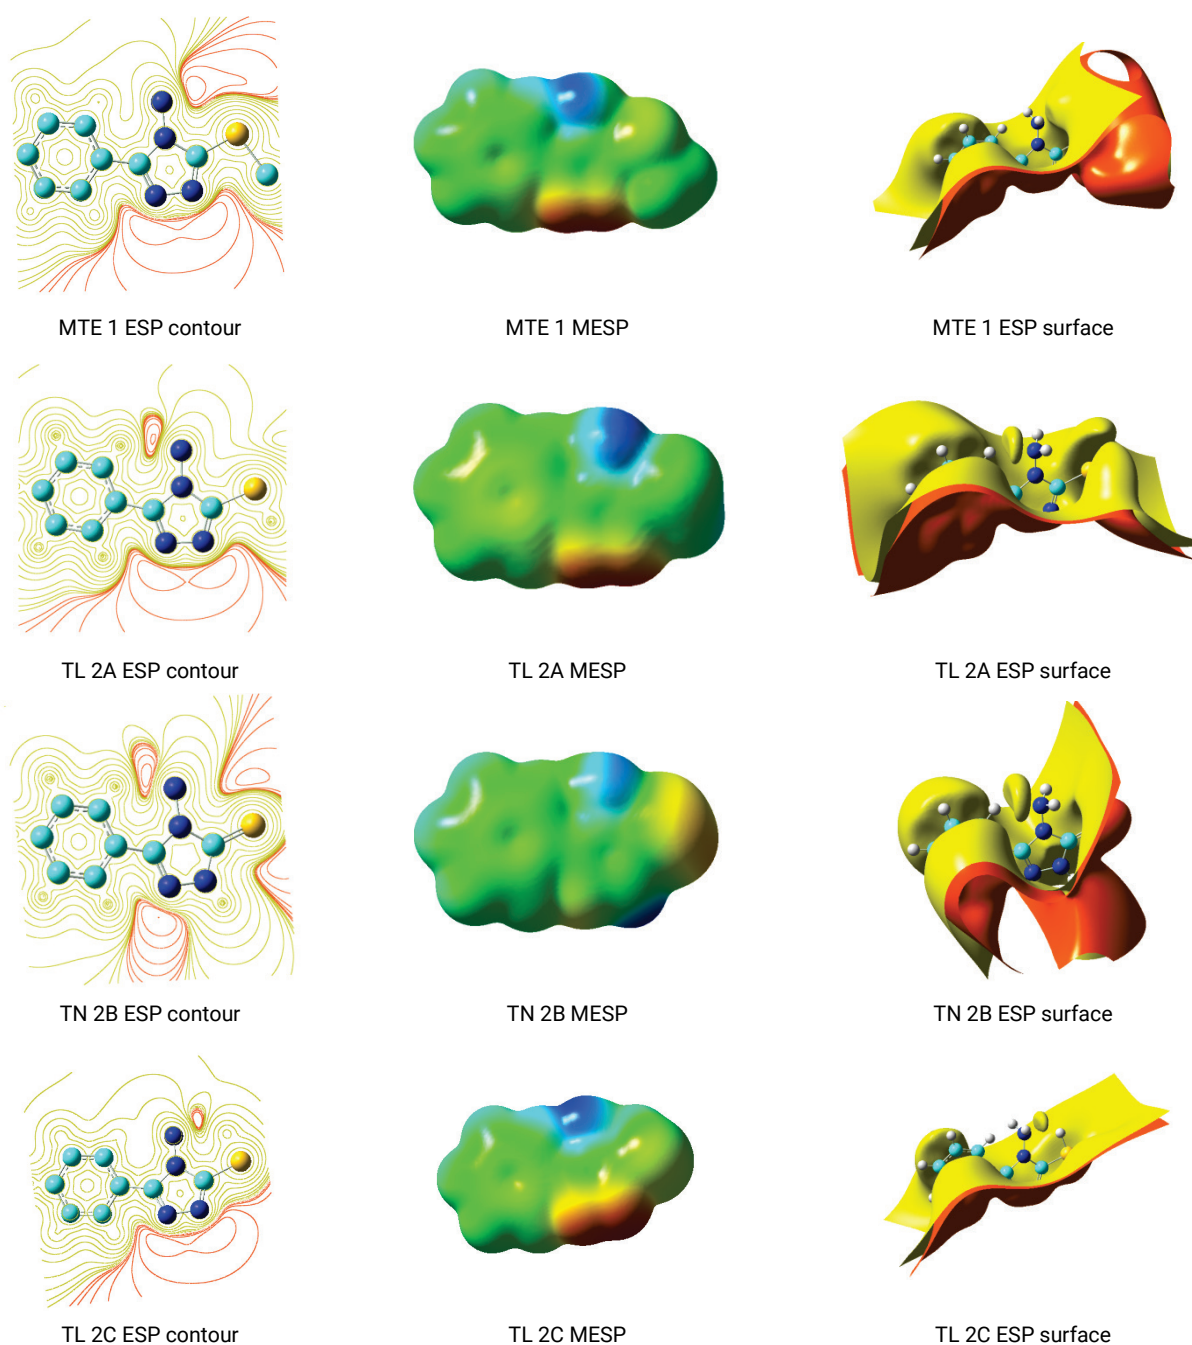 MTE 1 ESP contour
MTE 1 MESP
MTE 1 ESP surface
TL 2A ESP contour
TL 2A MESP
TL 2A ESP surface
TN 2B ESP contour
TN 2B MESP
TN 2B ESP surface
TL 2C ESP contour
TL 2C MESP
TL 2C ESP surface